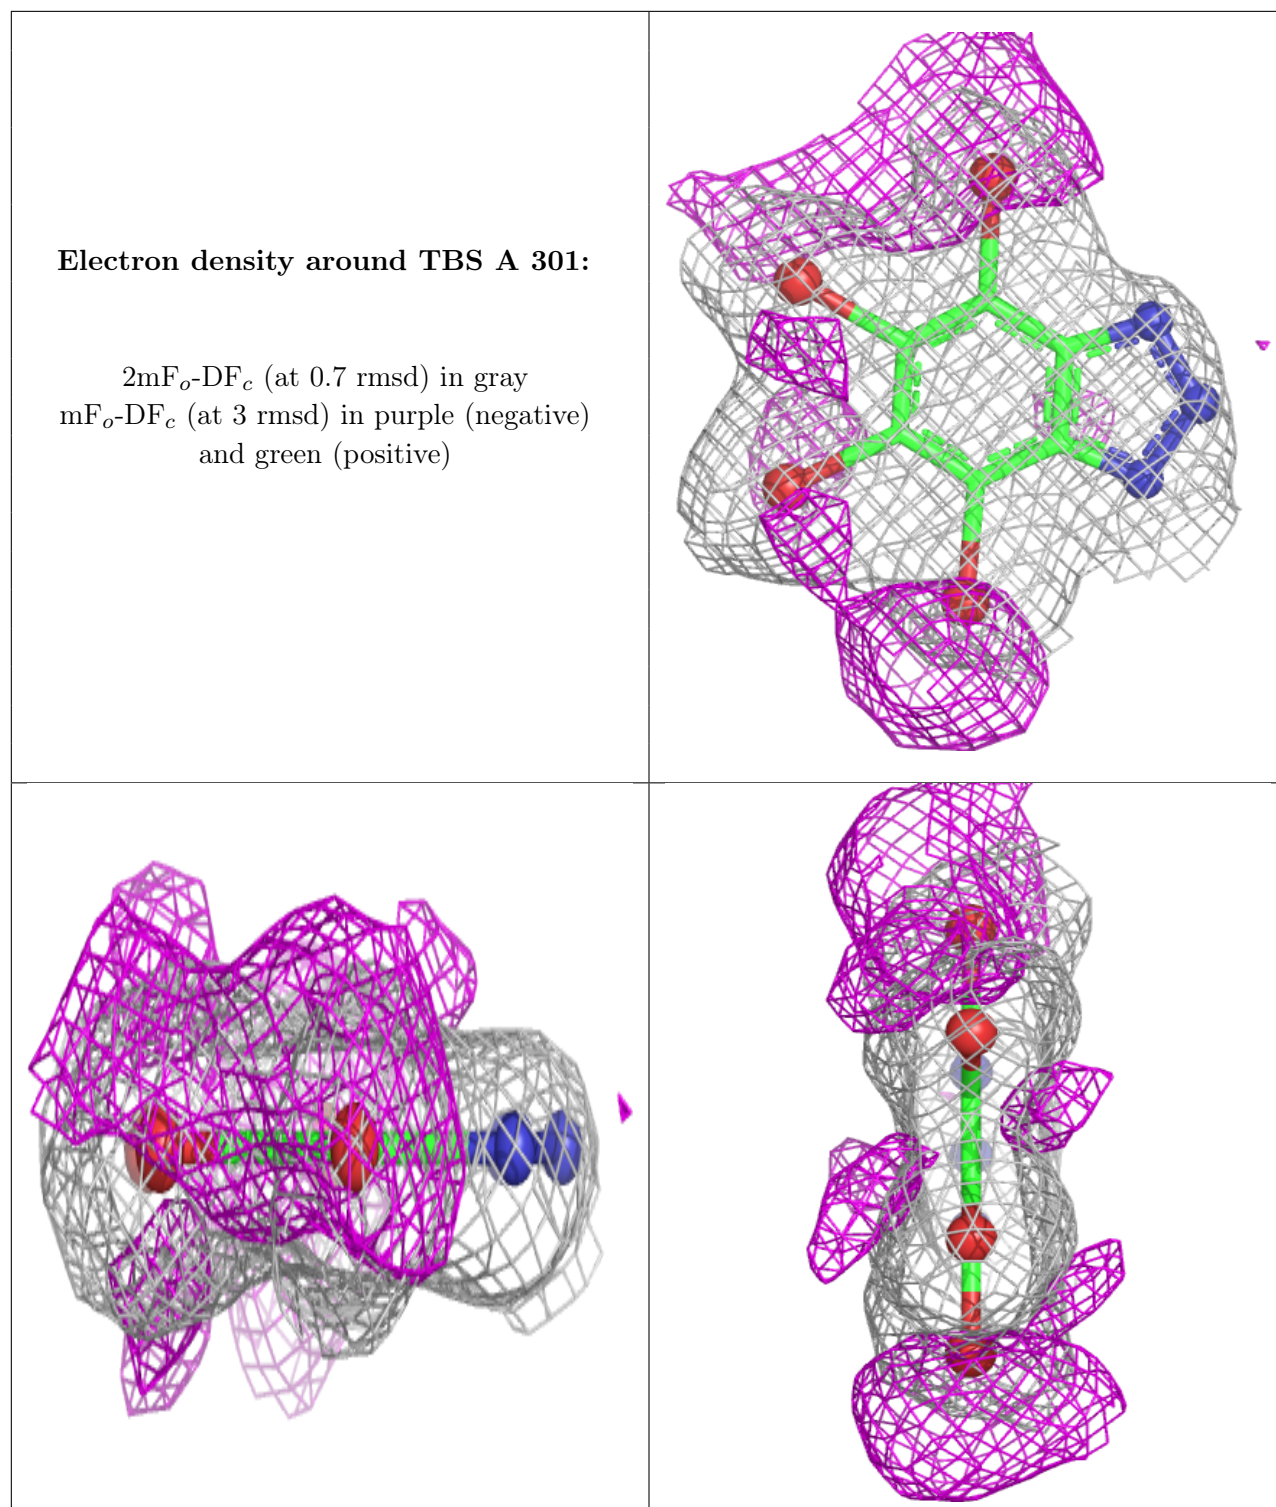 Electron density around TBS A 301:
2mFₒ-DF𝑐 (at 0.7 rmsd) in gray
mFₒ-DF𝑐 (at 3 rmsd) in purple (negative)
and green (positive)